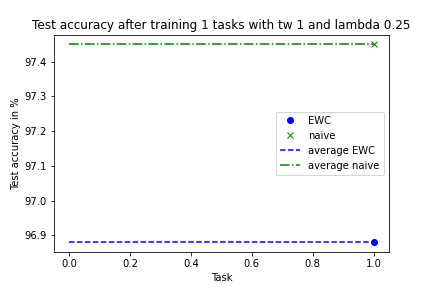 Test accuracy after training 1 tasks with tw 1 and lambda 0.25
Test accuracy in %
97.4
97.3
97.2
97.1
97.0
96.9
EWC
naive
average EWC
average naive
0.0 0.2 0.4 0.6 0.8 1.0
Task